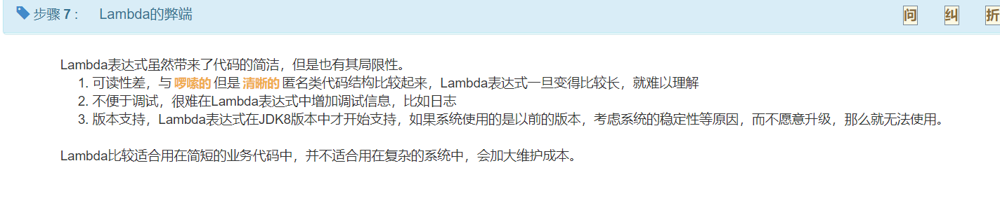 步骤 7 : Lambda的弊端 问 纠 折
Lambda表达式虽然带来了代码的简洁，但是也有其局限性。
1. 可读性差，与 啰嗦的 但是 清晰的 匿名类代码结构比较起来，Lambda表达式一旦变得比较长，就难以理解
2. 不便于调试，很难在Lambda表达式中增加调试信息，比如日志
3. 版本支持，Lambda表达式在JDK8版本中才开始支持，如果系统使用的是以前的版本，考虑系统的稳定性等原因，而不愿意升级，那么就无法使用。
Lambda比较适合用在简短的业务代码中，并不适合用在复杂的系统中，会加大维护成本。